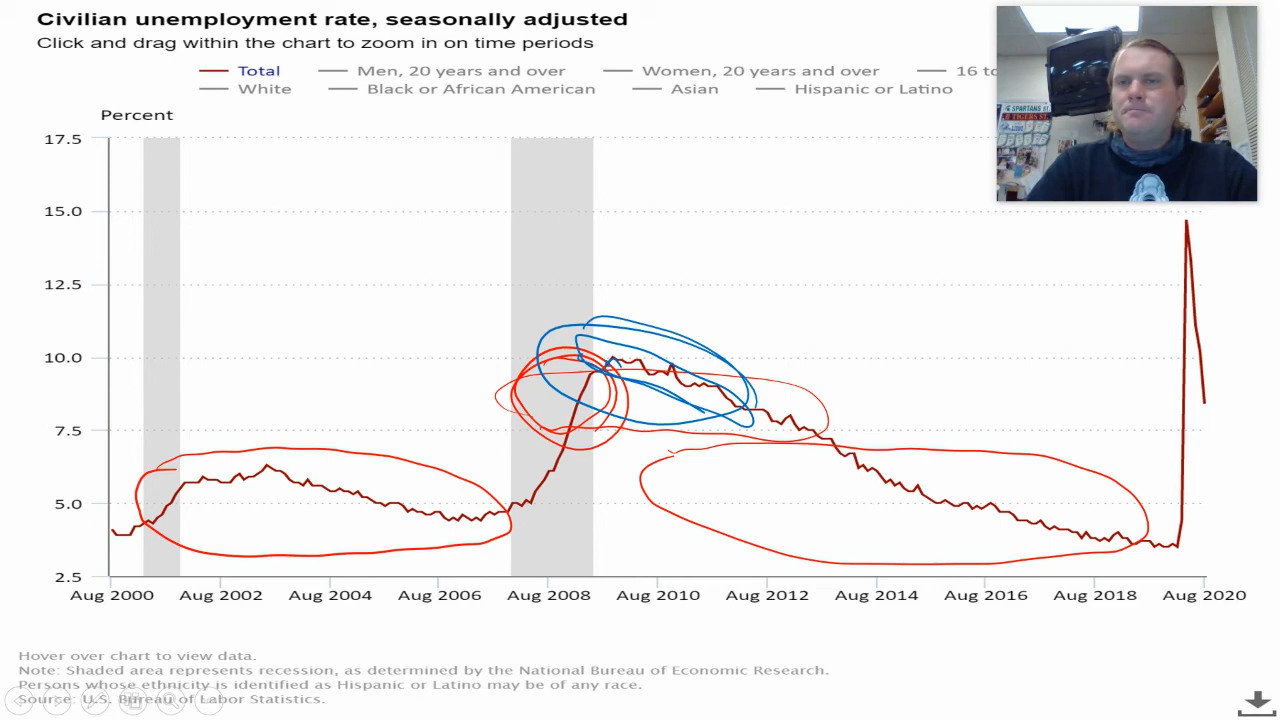 Civilian unemployment rate, seasonally adjusted
Click and drag within the chart to zoom in on time periods
Total Men, 20 years and over Women, 20 years and over 16 to
White Black or African American Asian Hispanic or Latino
Percent
17.5
15.0
12.5
10.0
7.5
5.0
2.5
Aug 2000 Aug 2002 Aug 2004 Aug 2006 Aug 2008 Aug 2010 Aug 2012 Aug 2014 Aug 2016 Aug 2018 Aug 2020
Hover over chart to view data.
Note: Shaded area represents recession, as determined by the National Bureau of Economic Research.
Persons whose ethnicity is identified as Hispanic or Latino may be of any race.
Source: U.S. Bureau of Labor Statistics.
SPARTANS
TIGERS